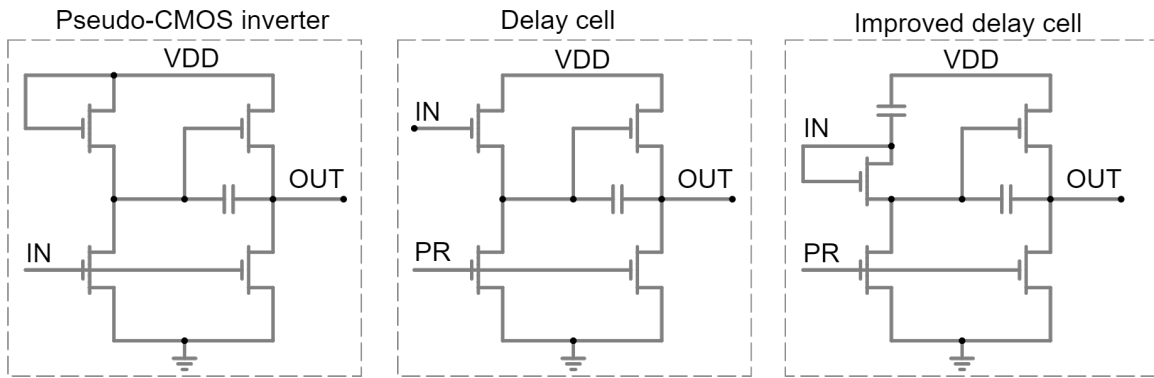 Pseudo-CMOS inverter
VDD
OUT
IN
Delay cell
VDD
IN
OUT
PR
Improved delay cell
VDD
IN
OUT
PR